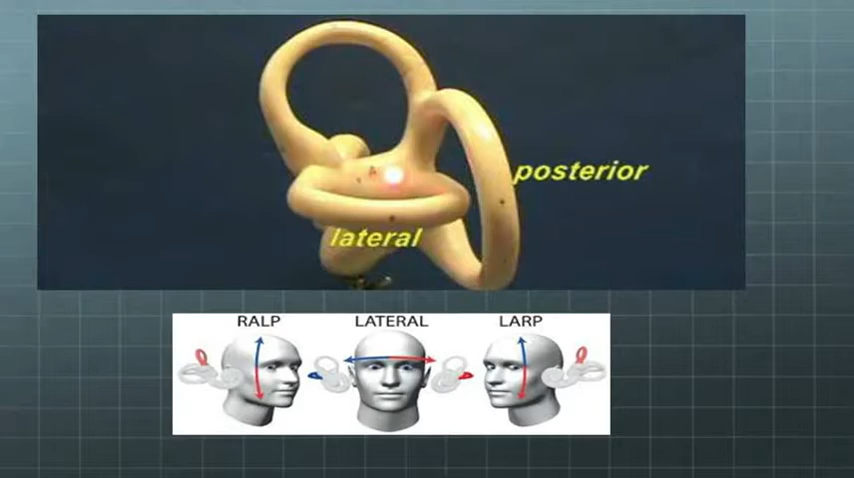 posterior
lateral
RALP
LATERAL
LARP